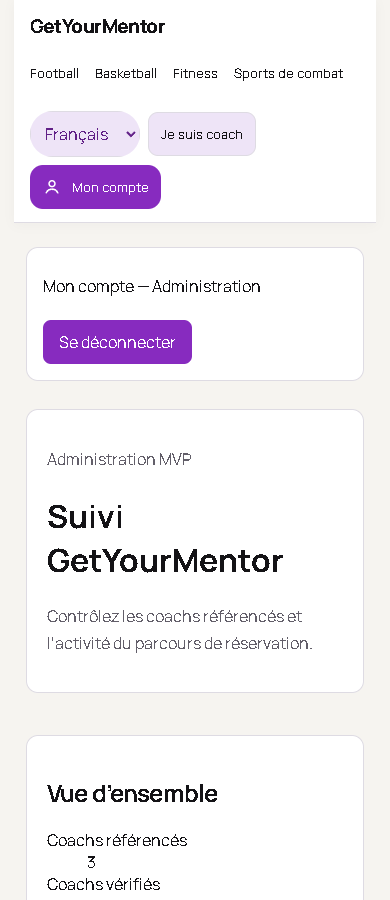 GetYourMentor
Football Basketball Fitness Sports de combat
Français Je suis coach
Mon compte
Mon compte — Administration
Se déconnecter
Administration MVP
Suivi
GetYourMentor
Contrôlez les coachs référencés et
l'activité du parcours de réservation.
Vue d'ensemble
Coachs référencés
3
Coachs vérifiés